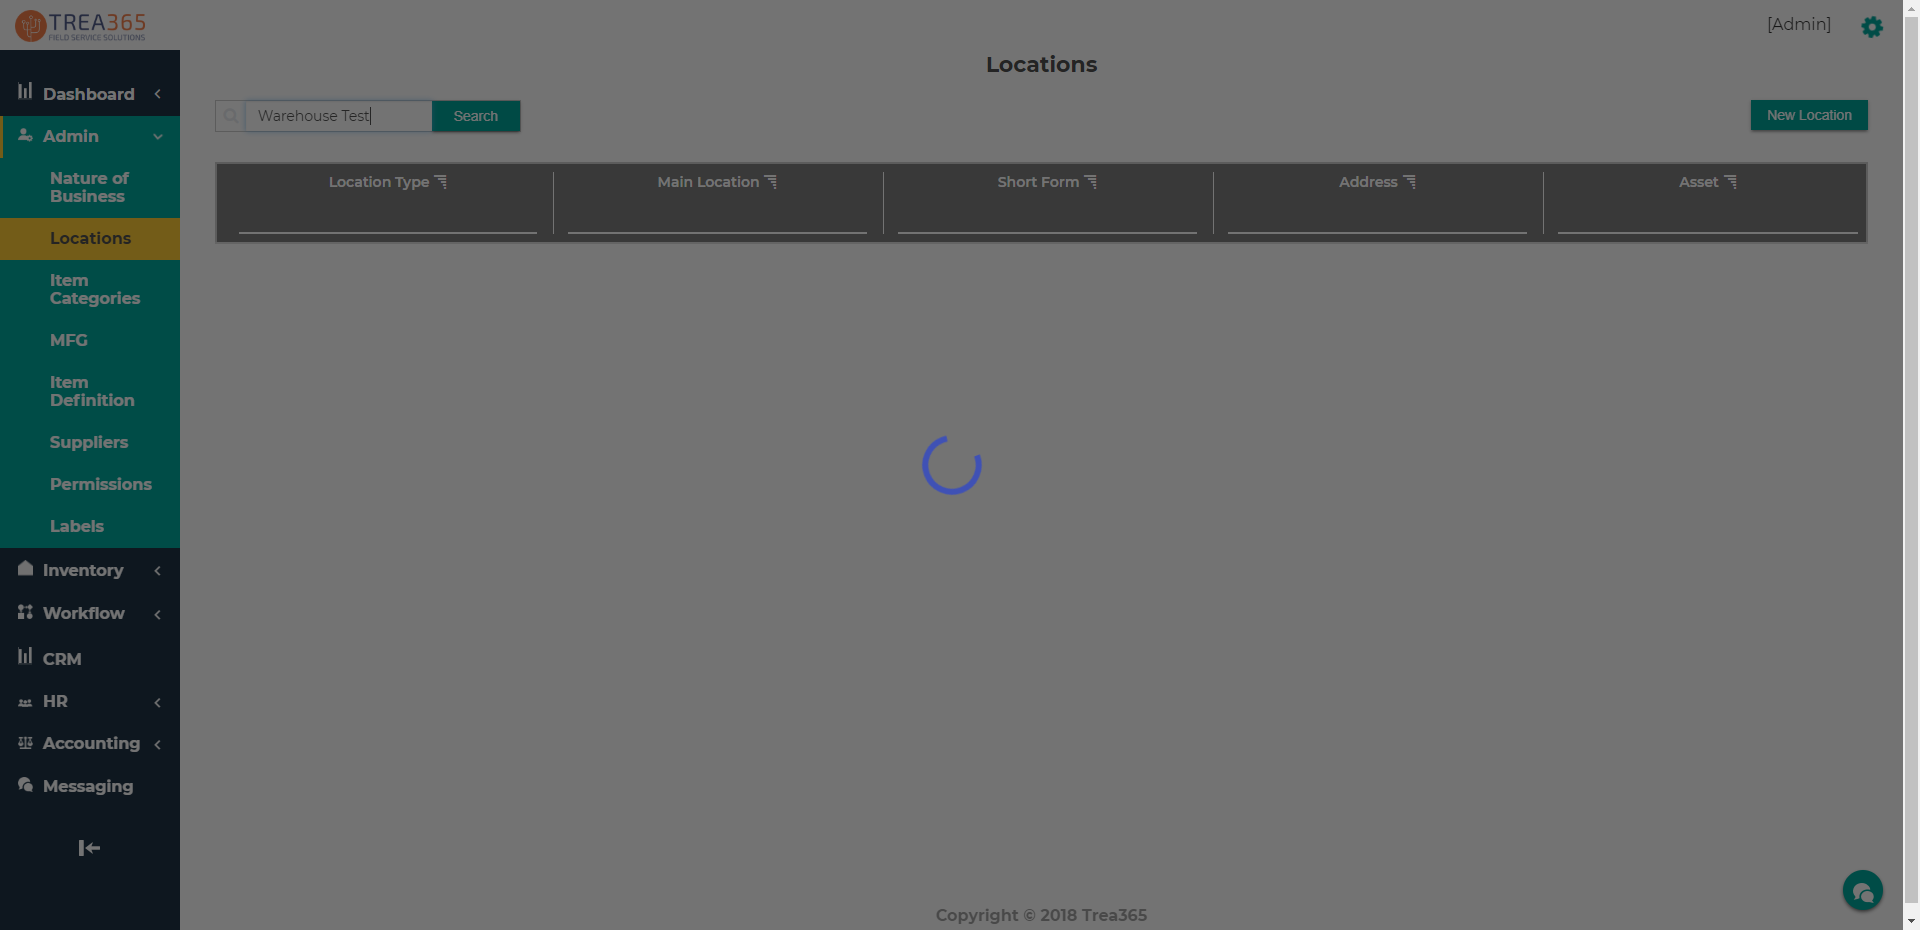 TREA365
FIELD SERVICE SOLUTIONS
[Admin]
Locations
Warehouse Test
Search
New Location
Location Type
Main Location
Short Form
Address
Asset
Dashboard
Admin
Nature of
Business
Locations
Item
Categories
MFG
Item
Definition
Suppliers
Permissions
Labels
Inventory
Workflow
CRM
HR
Accounting
Messaging
Copyright © 2018 Trea365